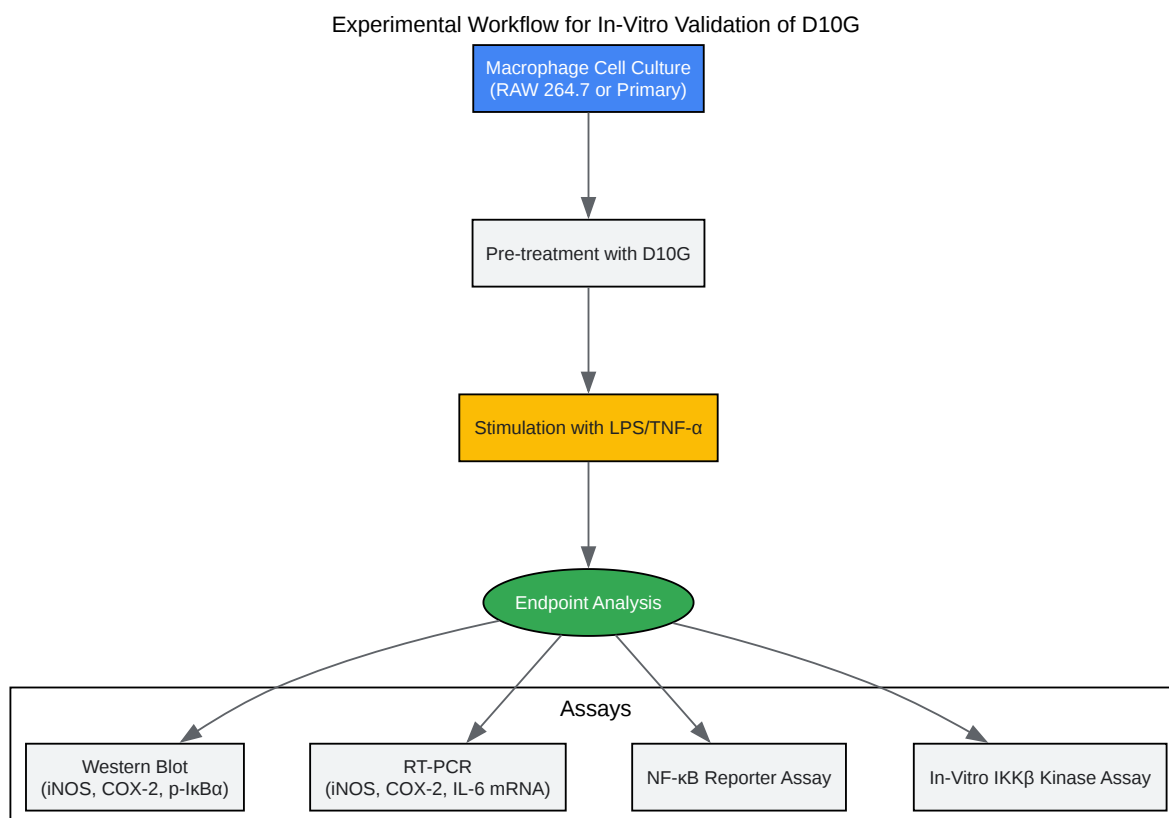 Experimental Workflow for In-Vitro Validation of D10G
Macrophage Cell Culture
(RAW 264.7 or Primary)
Pre-treatment with D10G
Stimulation with LPS/TNF-α
Endpoint Analysis
Assays
Western Blot
(iNOS, COX-2, p-IκBα)
RT-PCR
(iNOS, COX-2, IL-6 mRNA)
NF-κB Reporter Assay
In-Vitro IKKβ Kinase Assay